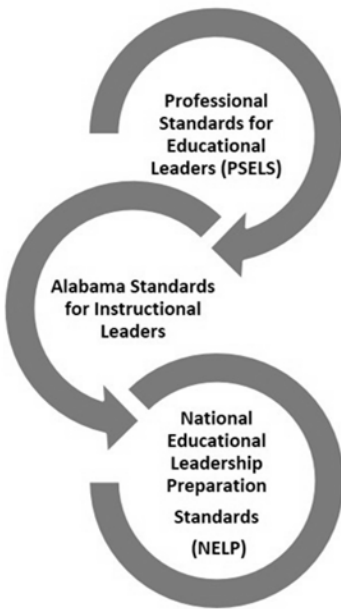 Professional
Standards for
Educational
Leaders (PSELS)
Alabama Standards
for Instructional
Leaders
National
Educational
Leadership
Preparation
Standards
(NELP)